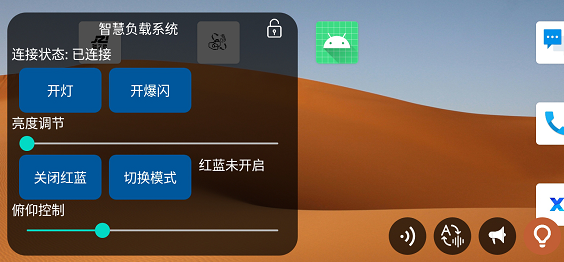 智慧负载系统
连接状态: 已连接
开灯
开爆闪
亮度调节
关闭红蓝
切换模式
红蓝未开启
俯仰控制
A